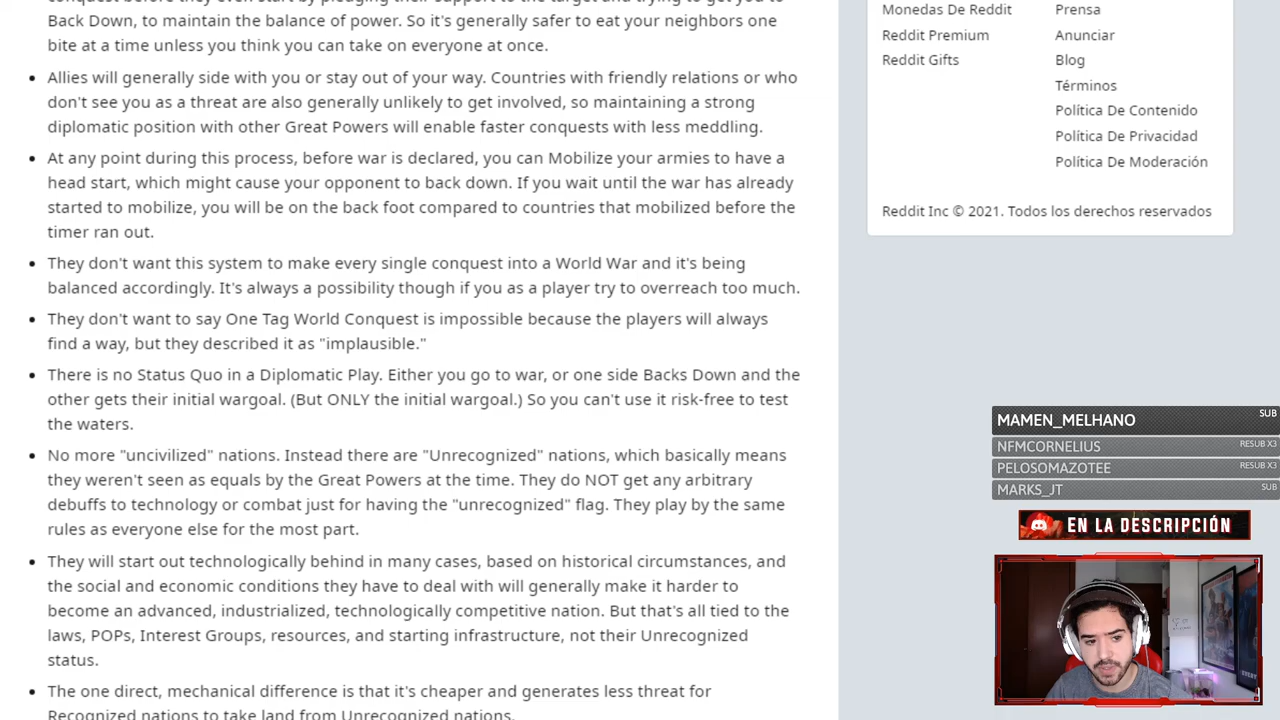 conquest before they even start by pledging their support to the target and trying to get you to
Back Down, to maintain the balance of power. So it's generally safer to eat your neighbors one
bite at a time unless you think you can take on everyone at once.
Allies will generally side with you or stay out of your way. Countries with friendly relations or who
don't see you as a threat are also generally unlikely to get involved, so maintaining a strong
diplomatic position with other Great Powers will enable faster conquests with less meddling.
At any point during this process, before war is declared, you can Mobilize your armies to have a
head start, which might cause your opponent to back down. If you wait until the war has already
started to mobilize, you will be on the back foot compared to countries that mobilized before the
timer ran out.
They don't want this system to make every single conquest into a World War and it's being
balanced accordingly. It's always a possibility though if you as a player try to overreach too much.
They don't want to say One Tag World Conquest is impossible because the players will always
find a way, but they described it as "implausible."
There is no Status Quo in a Diplomatic Play. Either you go to war, or one side Backs Down and the
other gets their initial wargoal. (But ONLY the initial wargoal.) So you can't use it risk-free to test
the waters.
No more "uncivilized" nations. Instead there are "Unrecognized" nations, which basically means
they weren't seen as equals by the Great Powers at the time. They do NOT get any arbitrary
debuffs to technology or combat just for having the "unrecognized" flag. They play by the same
rules as everyone else for the most part.
They will start out technologically behind in many cases, based on historical circumstances, and
the social and economic conditions they have to deal with will generally make it harder to
become an advanced, industrialized, technologically competitive nation. But that's all tied to the
laws, POPs, Interest Groups, resources, and starting infrastructure, not their Unrecognized
status.
The one direct, mechanical difference is that it's cheaper and generates less threat for
Recognized nations to take land from Unrecognized nations.
Monedas De Reddit
Reddit Premium
Reddit Gifts
Prensa
Anunciar
Blog
Términos
Política De Contenido
Política De Privacidad
Política De Moderación
Reddit Inc © 2021. Todos los derechos reservados
MAMEN_MELHANO SUB
NFMCORNELIUS RESUB X3
PELOSOMAZOTEE RESUB X3
MARKS_JT SUB
EN LA DESCRIPCIÓN